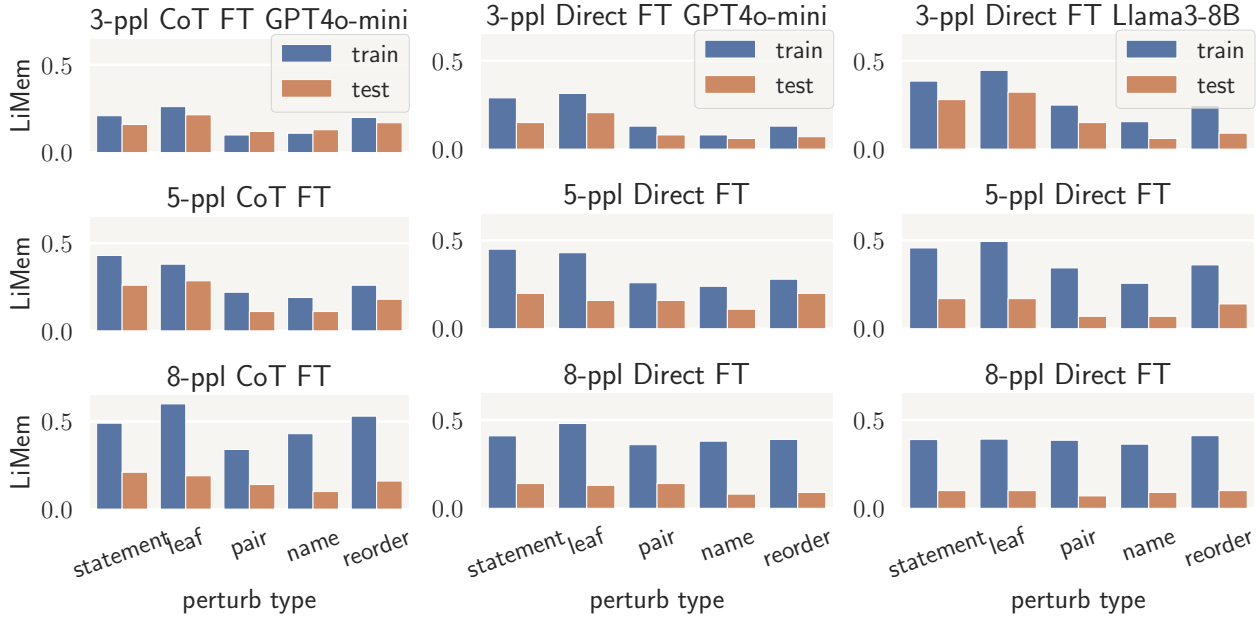 3-ppl CoT FT GPT4o-mini
3-ppl Direct FT GPT4o-mini
3-ppl Direct FT Llama3-8B
LiMem
0.5
0.0
train
test
0.5
0.0
train
test
0.5
0.0
train
test
5-ppl CoT FT
5-ppl Direct FT
5-ppl Direct FT
LiMem
0.5
0.0
0.5
0.0
0.5
0.0
8-ppl CoT FT
8-ppl Direct FT
8-ppl Direct FT
LiMem
0.5
0.0
0.5
0.0
0.5
0.0
statement leaf pair name reorder
statement leaf pair name reorder
statement leaf pair name reorder
perturb type
perturb type
perturb type